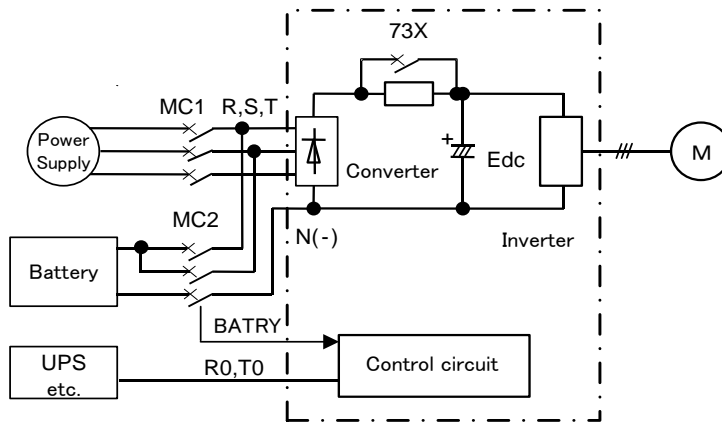 73X
MC1
R,S,T
Power
Supply
+
Edc
Converter
M
MC2
N(-)
Inverter
Battery
BATRY
UPS
etc.
R0,T0
Control circuit